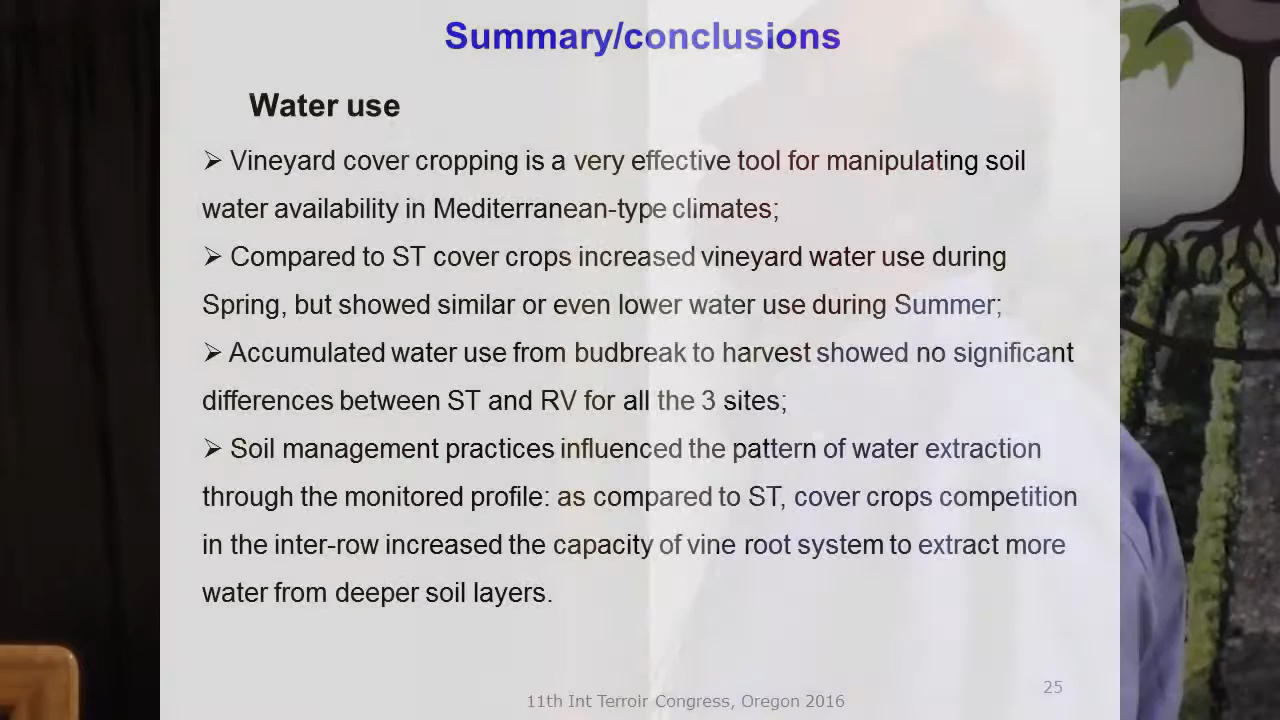 Summary/conclusions
Water use
➢ Vineyard cover cropping is a very effective tool for manipulating soil
water availability in Mediterranean-type climates;
➢ Compared to ST cover crops increased vineyard water use during
Spring, but showed similar or even lower water use during Summer;
➢ Accumulated water use from budbreak to harvest showed no significant
differences between ST and RV for all the 3 sites;
➢ Soil management practices influenced the pattern of water extraction
through the monitored profile: as compared to ST, cover crops competition
in the inter-row increased the capacity of vine root system to extract more
water from deeper soil layers.
25
11th Int Terroir Congress, Oregon 2016